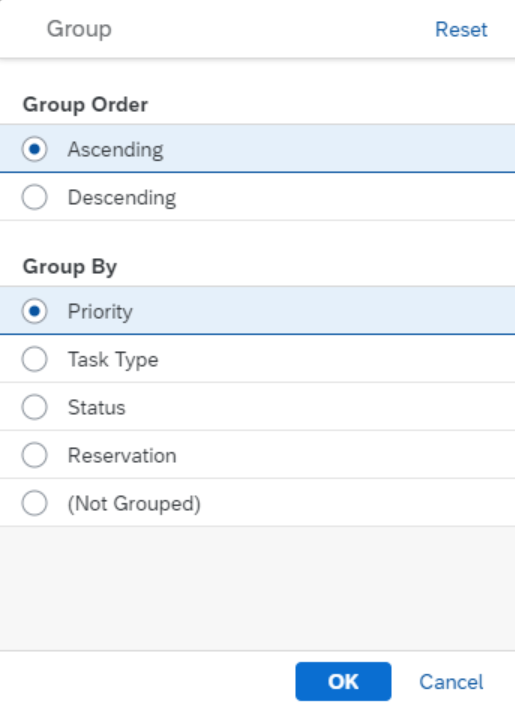 Group
Reset
Group Order
Ascending
Descending
Group By
Priority
Task Type
Status
Reservation
(Not Grouped)
OK
Cancel